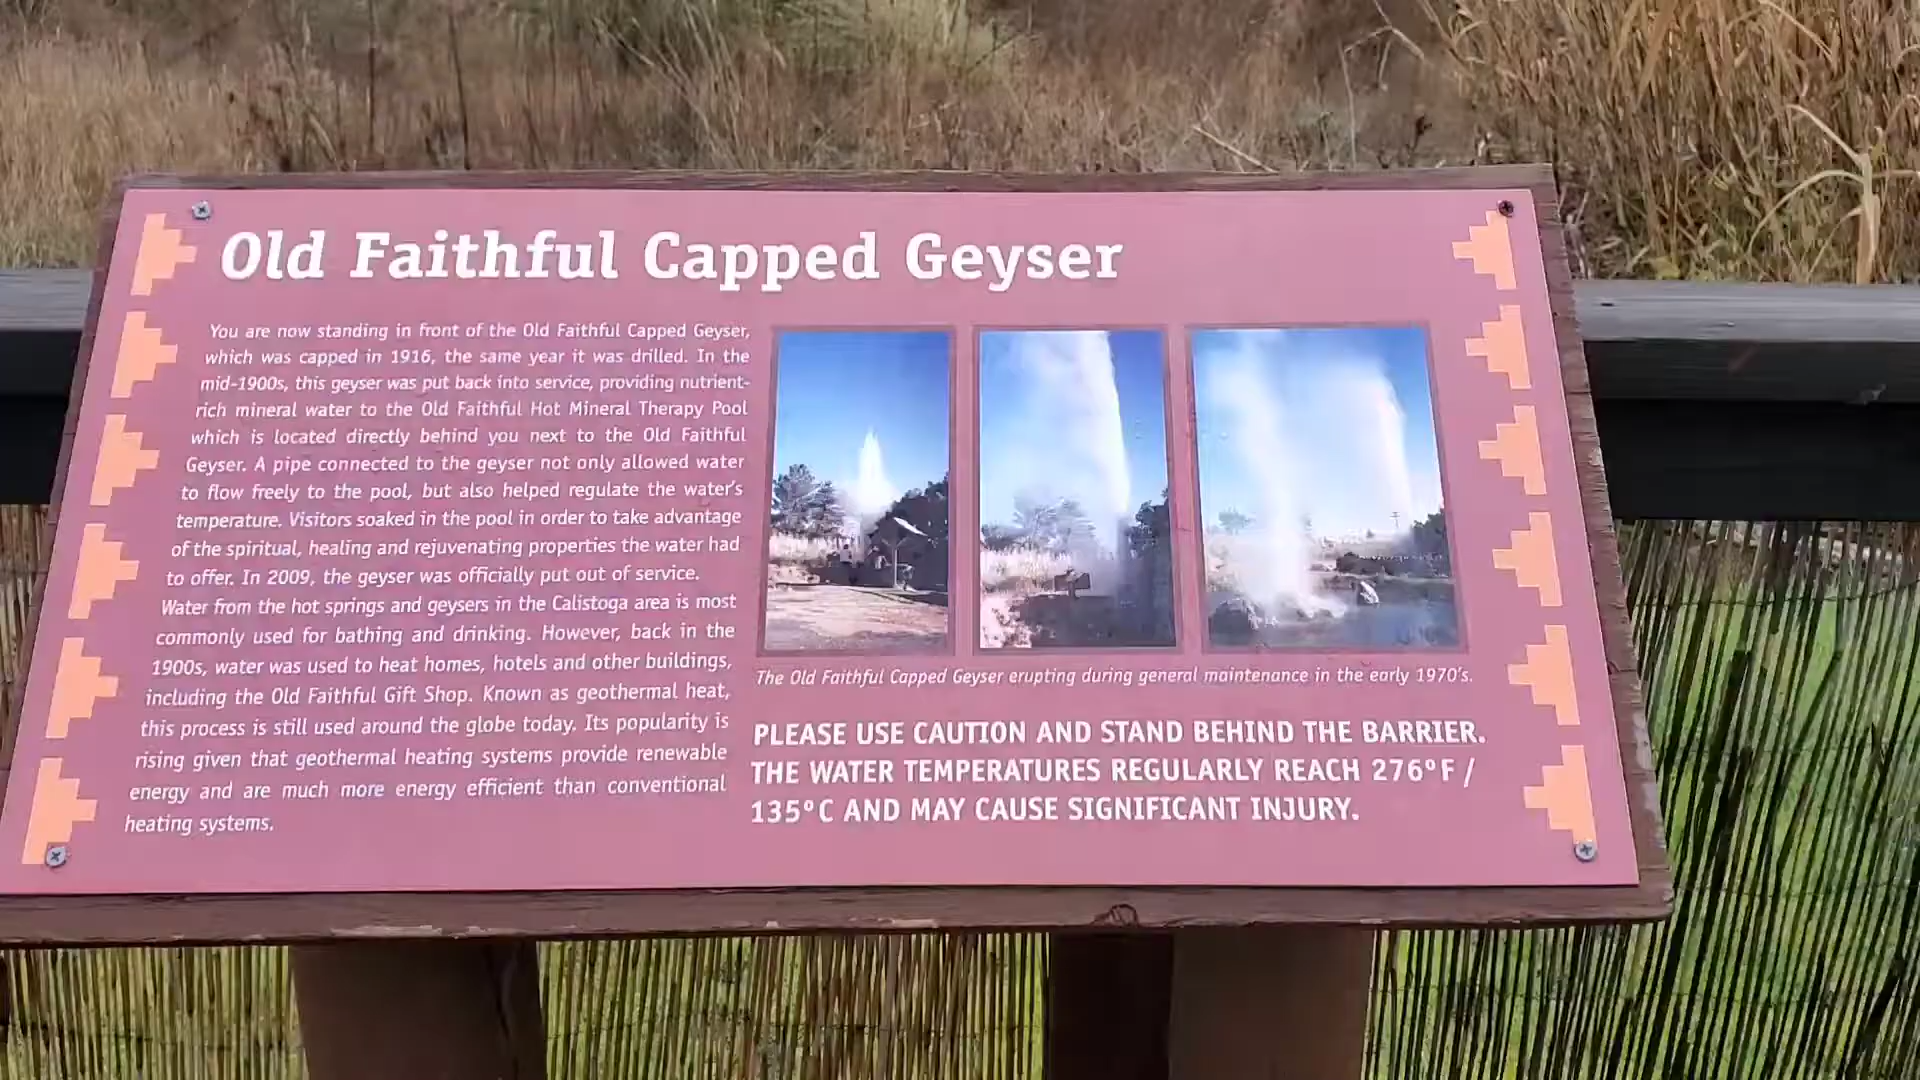 Old Faithful Capped Geyser
You are now standing in front of the Old Faithful Capped Geyser,
which was capped in 1916, the same year it was drilled. In the
mid-1900s, this geyser was put back into service, providing nutrient-
rich mineral water to the Old Faithful Hot Mineral Therapy Pool
which is located directly behind you next to the Old Faithful
Geyser. A pipe connected to the geyser not only allowed water
to flow freely to the pool, but also helped regulate the water's
temperature. Visitors soaked in the pool in order to take advantage
of the spiritual, healing and rejuvenating properties the water had
to offer. In 2009, the geyser was officially put out of service.
Water from the hot springs and geysers in the Calistoga area is most
commonly used for bathing and drinking. However, back in the
1900s, water was used to heat homes, hotels and other buildings,
including the Old Faithful Gift Shop. Known as geothermal heat,
this process is still used around the globe today. Its popularity is
rising given that geothermal heating systems provide renewable
energy and are much more energy efficient than conventional
heating systems.
The Old Faithful Capped Geyser erupting during general maintenance in the early 1970's.
PLEASE USE CAUTION AND STAND BEHIND THE BARRIER.
THE WATER TEMPERATURES REGULARLY REACH 276°F /
135°C AND MAY CAUSE SIGNIFICANT INJURY.